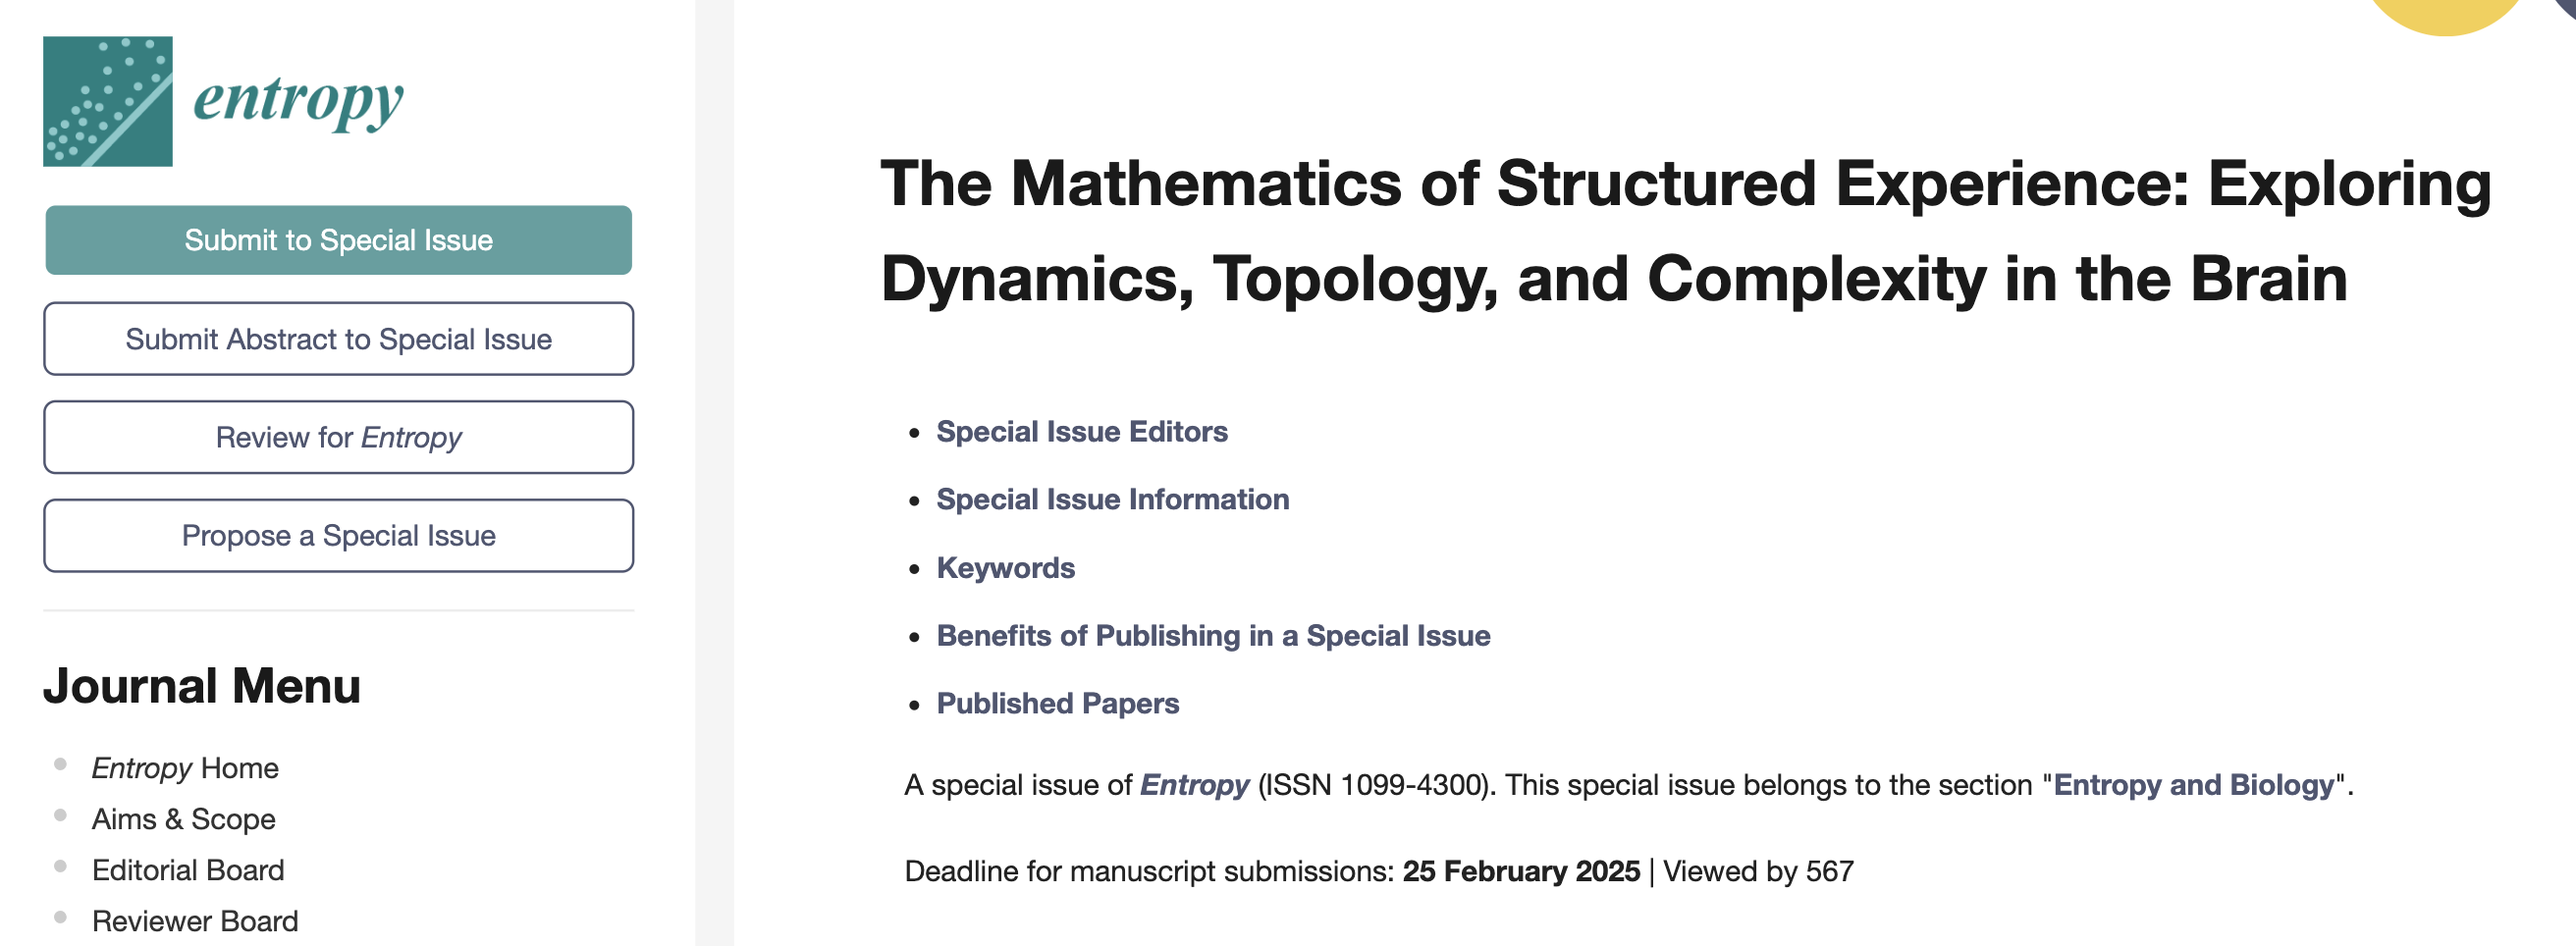 entropy
Submit to Special Issue
Submit Abstract to Special Issue
Review for Entropy
Propose a Special Issue
Journal Menu
Entropy Home
Aims & Scope
Editorial Board
Reviewer Board
The Mathematics of Structured Experience: Exploring
Dynamics, Topology, and Complexity in the Brain
Special Issue Editors
Special Issue Information
Keywords
Benefits of Publishing in a Special Issue
Published Papers
A special issue of Entropy (ISSN 1099-4300). This special issue belongs to the section "Entropy and Biology".
Deadline for manuscript submissions: 25 February 2025 | Viewed by 567